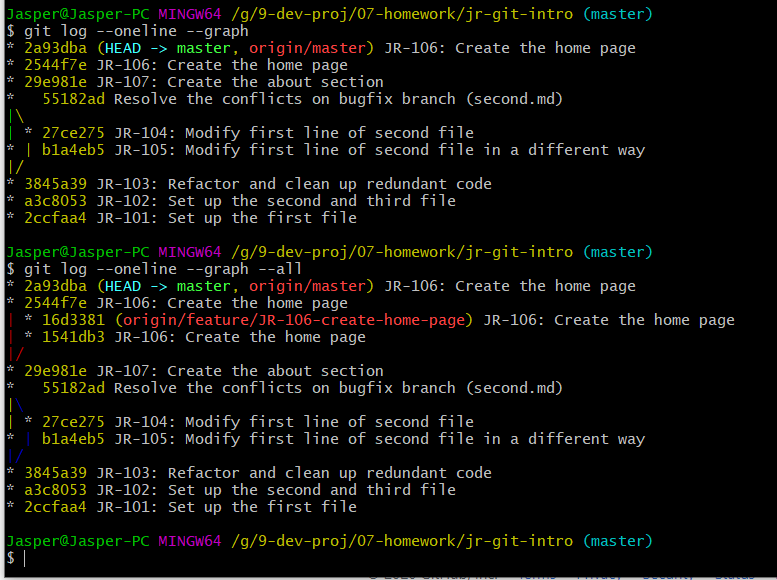 Jasper@Jasper-PC MINGW64 /g/9-dev-proj/07-homework/jr-git-intro (master)
$ git log --oneline --graph
* 2a93dba (HEAD -> master, origin/master) JR-106: Create the home page
* 2544f7e JR-106: Create the home page
* 29e981e JR-107: Create the about section
*   55182ad Resolve the conflicts on bugfix branch (second.md)
|\
| * 27ce275 JR-104: Modify first line of second file
* | b1a4eb5 JR-105: Modify first line of second file in a different way
|/
* 3845a39 JR-103: Refactor and clean up redundant code
* a3c8053 JR-102: Set up the second and third file
* 2ccfaa4 JR-101: Set up the first file
Jasper@Jasper-PC MINGW64 /g/9-dev-proj/07-homework/jr-git-intro (master)
$ git log --oneline --graph --all
* 2a93dba (HEAD -> master, origin/master) JR-106: Create the home page
* 2544f7e JR-106: Create the home page
| * 16d3381 (origin/feature/JR-106-create-home-page) JR-106: Create the home page
| * 1541db3 JR-106: Create the home page
|/
* 29e981e JR-107: Create the about section
*   55182ad Resolve the conflicts on bugfix branch (second.md)
|\
| * 27ce275 JR-104: Modify first line of second file
* | b1a4eb5 JR-105: Modify first line of second file in a different way
|/
* 3845a39 JR-103: Refactor and clean up redundant code
* a3c8053 JR-102: Set up the second and third file
* 2ccfaa4 JR-101: Set up the first file
Jasper@Jasper-PC MINGW64 /g/9-dev-proj/07-homework/jr-git-intro (master)
$